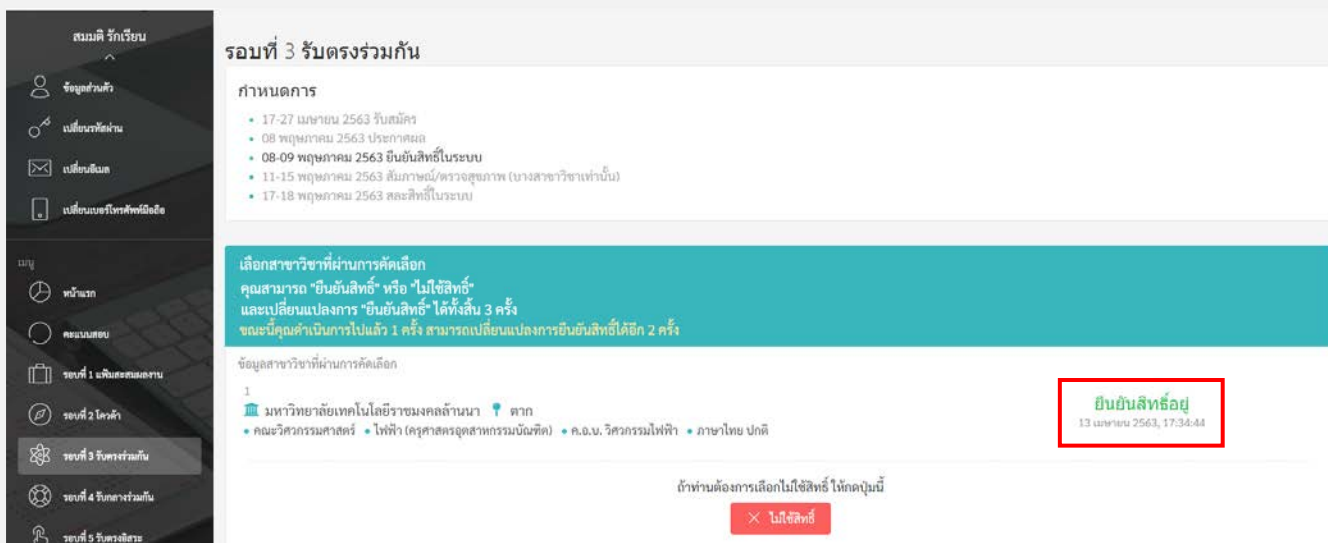 สมมติ รักเรียน
ข้อมูลส่วนตัว
เปลี่ยนรหัสผ่าน
เปลี่ยนอีเมล
เปลี่ยนเบอร์โทรศัพท์มือถือ
เมนู
หน้าแรก
คะแนนสอบ
รอบที่ 1 แฟ้มสะสมผลงาน
รอบที่ 2 โควต้า
รอบที่ 3 รับตรงร่วมกัน
รอบที่ 4 รับกลางร่วมกัน
รอบที่ 5 รับตรงอิสระ
รอบที่ 3 รับตรงร่วมกัน
กำหนดการ
17-27 เมษายน 2563 รับสมัคร
08 พฤษภาคม 2563 ประกาศผล
08-09 พฤษภาคม 2563 ยืนยันสิทธิ์ในระบบ
11-15 พฤษภาคม 2563 สัมภาษณ์/ตรวจสุขภาพ (บางสาขาวิชาเท่านั้น)
17-18 พฤษภาคม 2563 สละสิทธิ์ในระบบ
เลือกสาขาวิชาที่ผ่านการคัดเลือก
คุณสามารถ "ยืนยันสิทธิ์" หรือ "ไม่ใช้สิทธิ์"
และเปลี่ยนแปลงการ "ยืนยันสิทธิ์" ได้ทั้งสิ้น 3 ครั้ง
ขณะนี้คุณดำเนินการไปแล้ว 1 ครั้ง สามารถเปลี่ยนแปลงการยืนยันสิทธิ์ได้อีก 2 ครั้ง
ข้อมูลสาขาวิชาที่ผ่านการคัดเลือก
1
มหาวิทยาลัยเทคโนโลยีราชมงคลล้านนา ตาก
• คณะวิศวกรรมศาสตร์ • ไฟฟ้า (ครุศาสตรอุตสาหกรรมบัณฑิต) • ค.อ.บ. วิศวกรรมไฟฟ้า • ภาษาไทย ปกติ
ยืนยันสิทธิ์อยู่
13 เมษายน 2563, 17:34:44
ถ้าท่านต้องการเลือกไม่ใช้สิทธิ์ ให้กดปุ่มนี้
× ไม่ใช้สิทธิ์